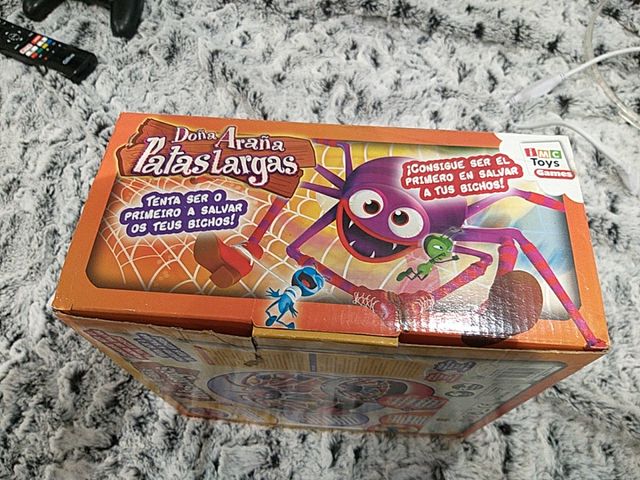 Doña Araña
Patas Largas
TENTA SER O
PRIMEIRO A SALVAR
OS TEUS BICHOS!
¡CONSIGUE SER EL
PRIMERO EN SALVAR
A TUS BICHOS!
IMC
Toys
Games